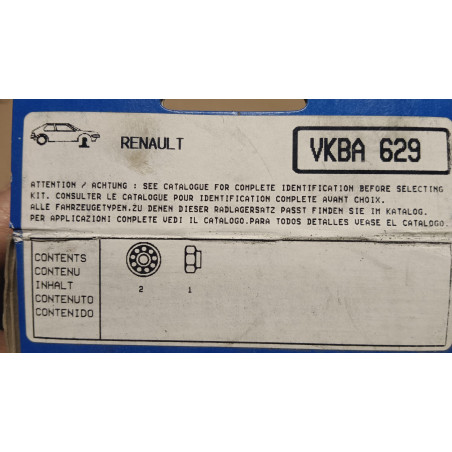 RENAULT
VKBA 629
ATTENTION / ACHTUNG : SEE CATALOGUE FOR COMPLETE IDENTIFICATION BEFORE SELECTING
KIT. CONSULTER LE CATALOGUE POUR IDENTIFICATION COMPLETE AVANT CHOIX.
ALLE FAHRZEUGETYPEN.ZU DENEN DIESER RADLAGERSATZ PASST FINDEN SIE IM KATALOG.
PER APPLICAZIONI COMPLETE VEDI IL CATALOGO.PARA TODOS DETALLES VEASE EL CATALOGO.
CONTENTS
CONTENU
INHALT
CONTENUTO
CONTENIDO
2 1